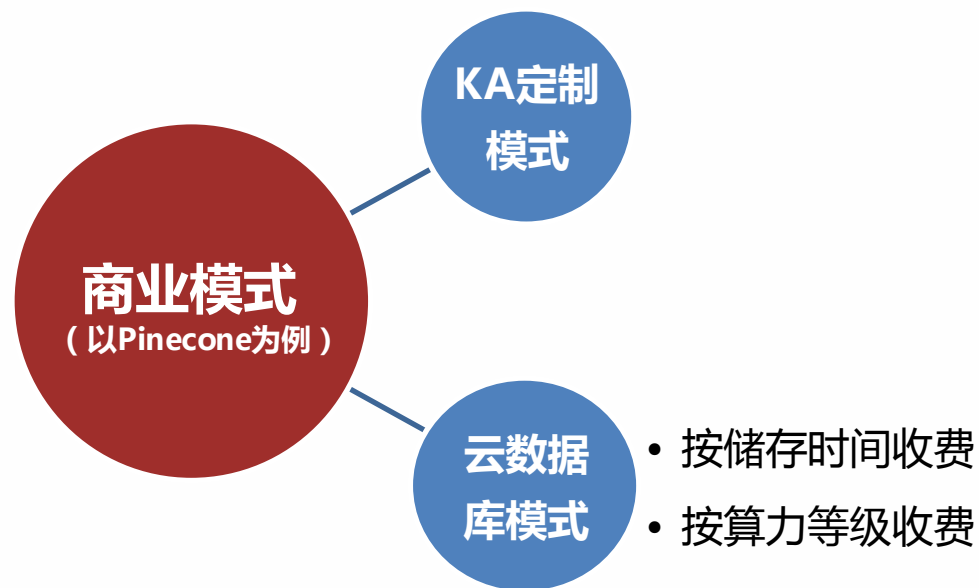 KA定制
模式
商业模式
（以Pinecone为例）
云数据
库模式
• 按储存时间收费
• 按算力等级收费